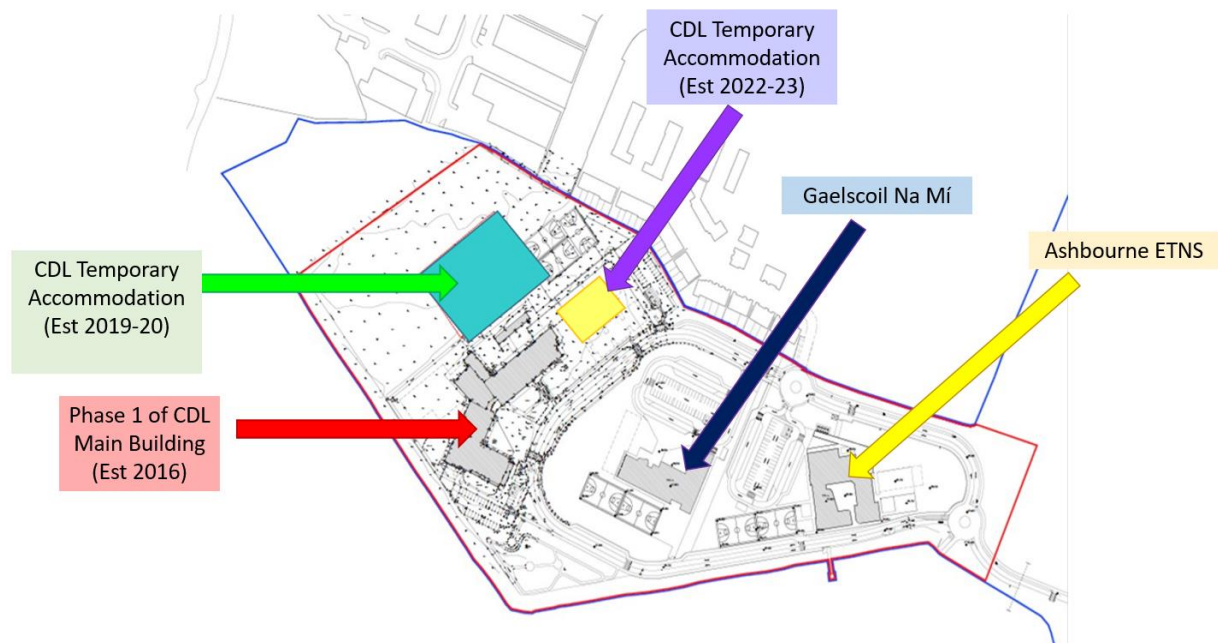 CDL Temporary
Accommodation
(Est 2022-23)
Gaelscoil Na Mí
Ashbourne ETNS
CDL Temporary
Accommodation
(Est 2019-20)
Phase 1 of CDL
Main Building
(Est 2016)